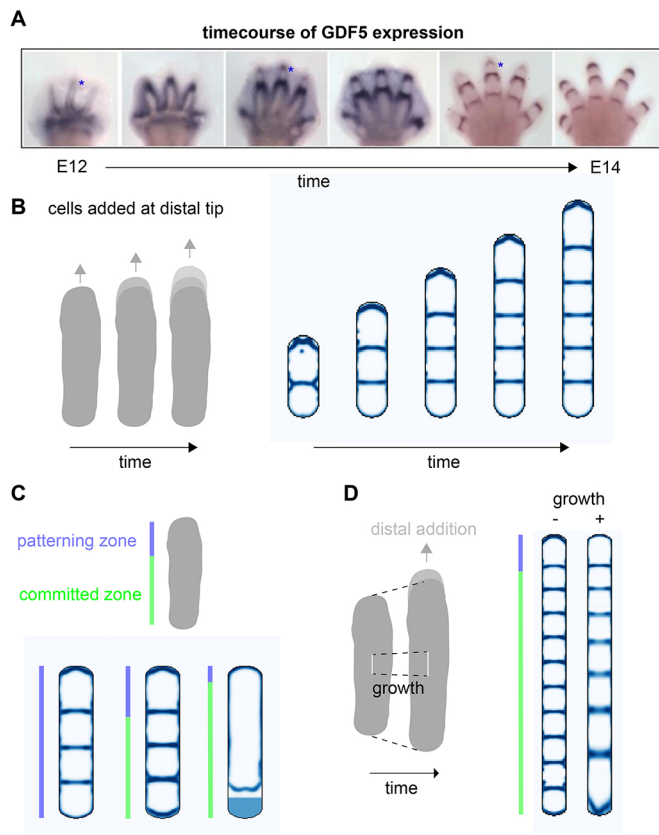 A
timecourse of GDF5 expression
*
*
*
E12
time
E14
B
cells added at distal tip
time
time
C
patterning zone
committed zone
D
growth
- +
distal addition
growth
time